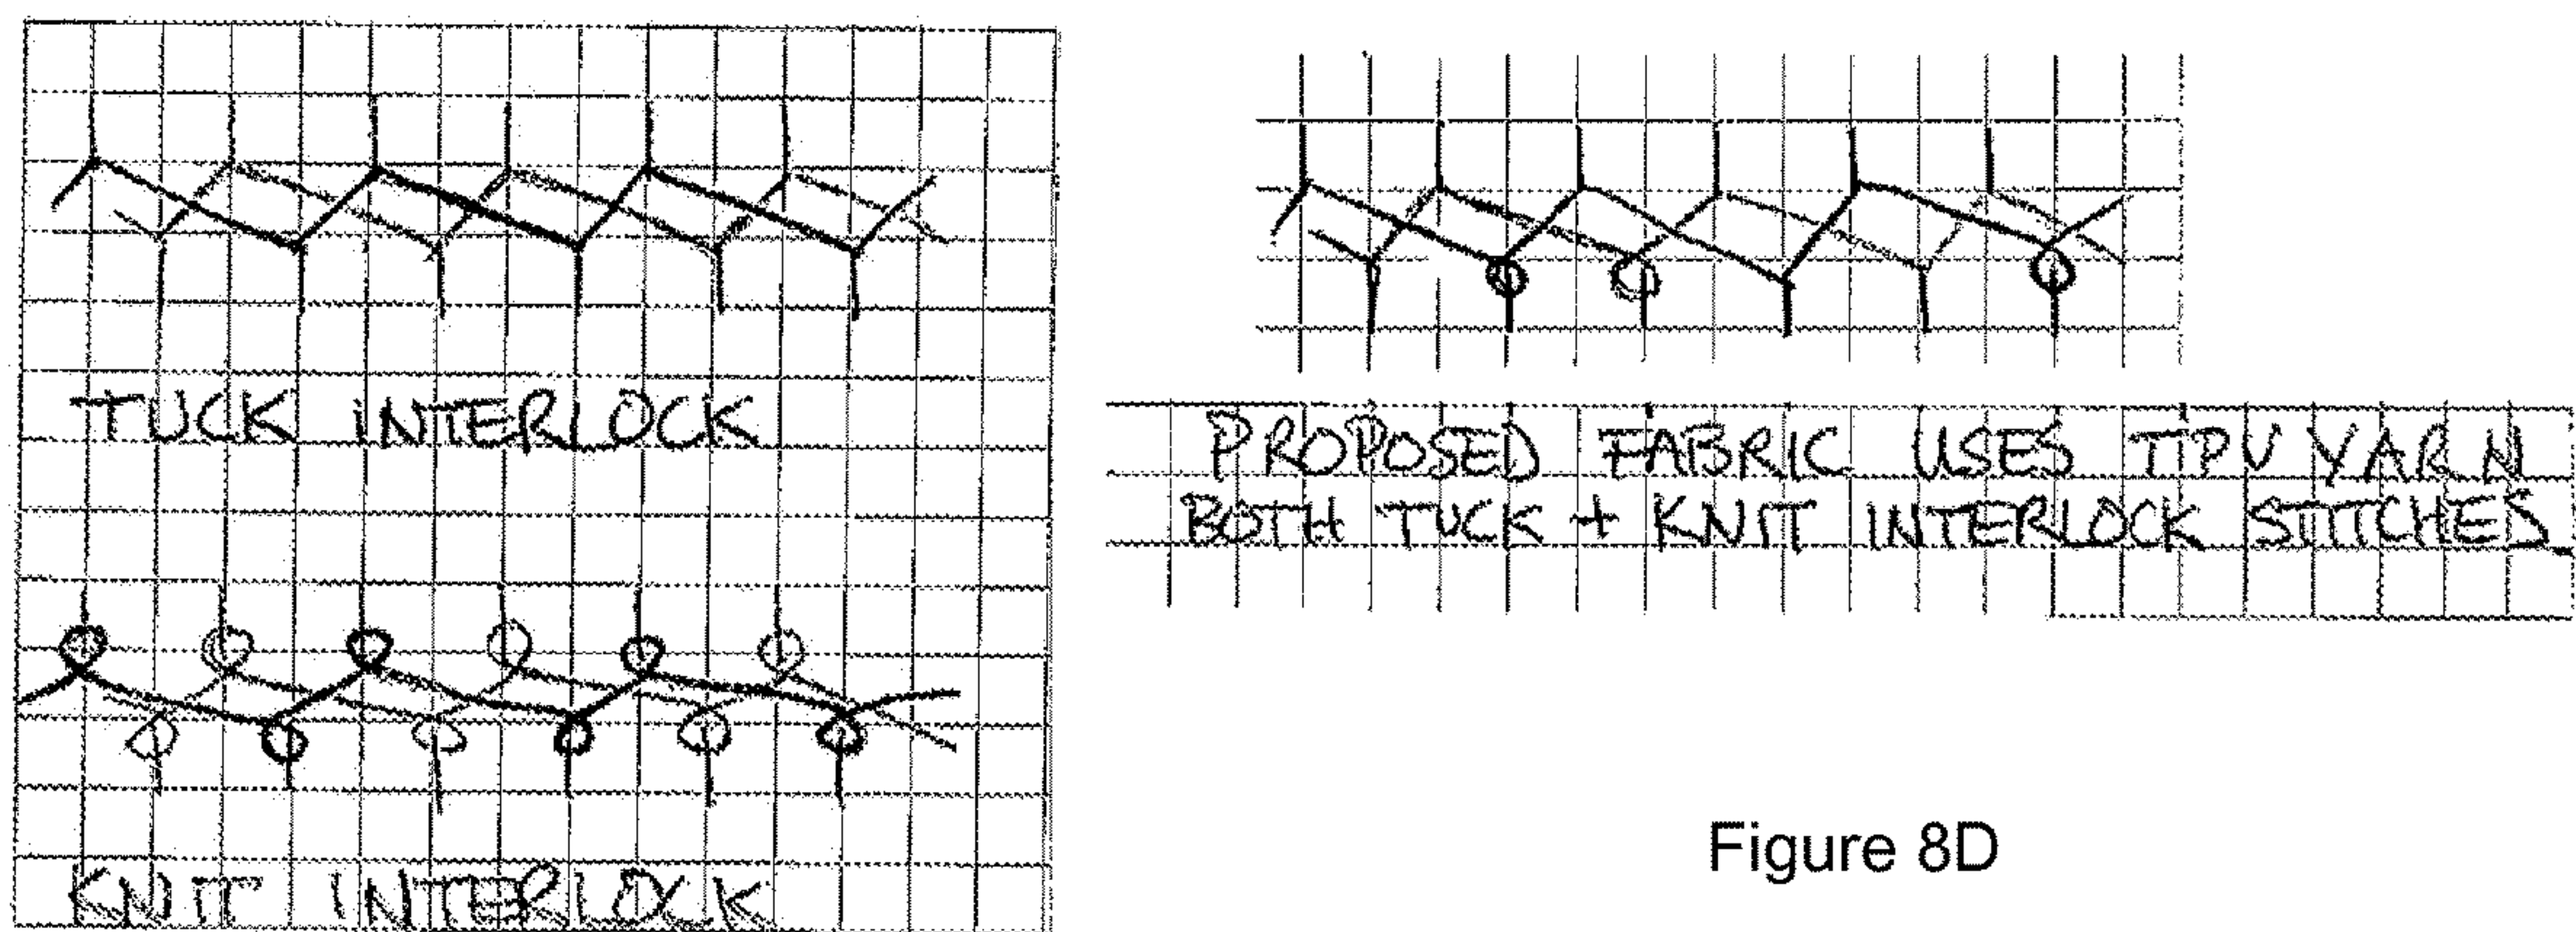 TUCK INTERLOCK
KNIT INTERLOCK
PROPOSED FABRIC USES TPU YARN
BOTH TUCK + KNIT INTERLOCK STITCHES
Figure 8D